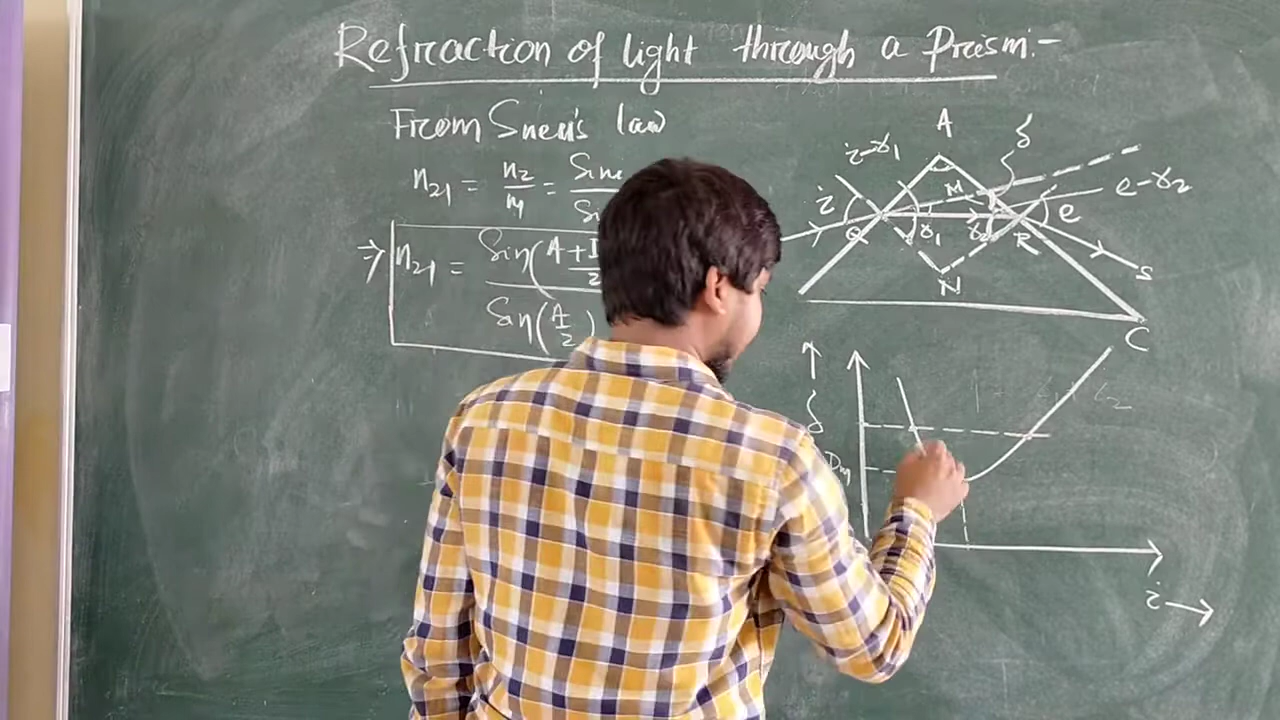 Refraction of light through a Prism:-
From Snell's law
n21 = n2/n1 = Sin
⇒ n21 = Sin(A+D/2
Sin(A/2)
A
δ
i-r1
M
e-r2
i
e
Q
r1
r2
R
N
S
C
δ
Dm
i →